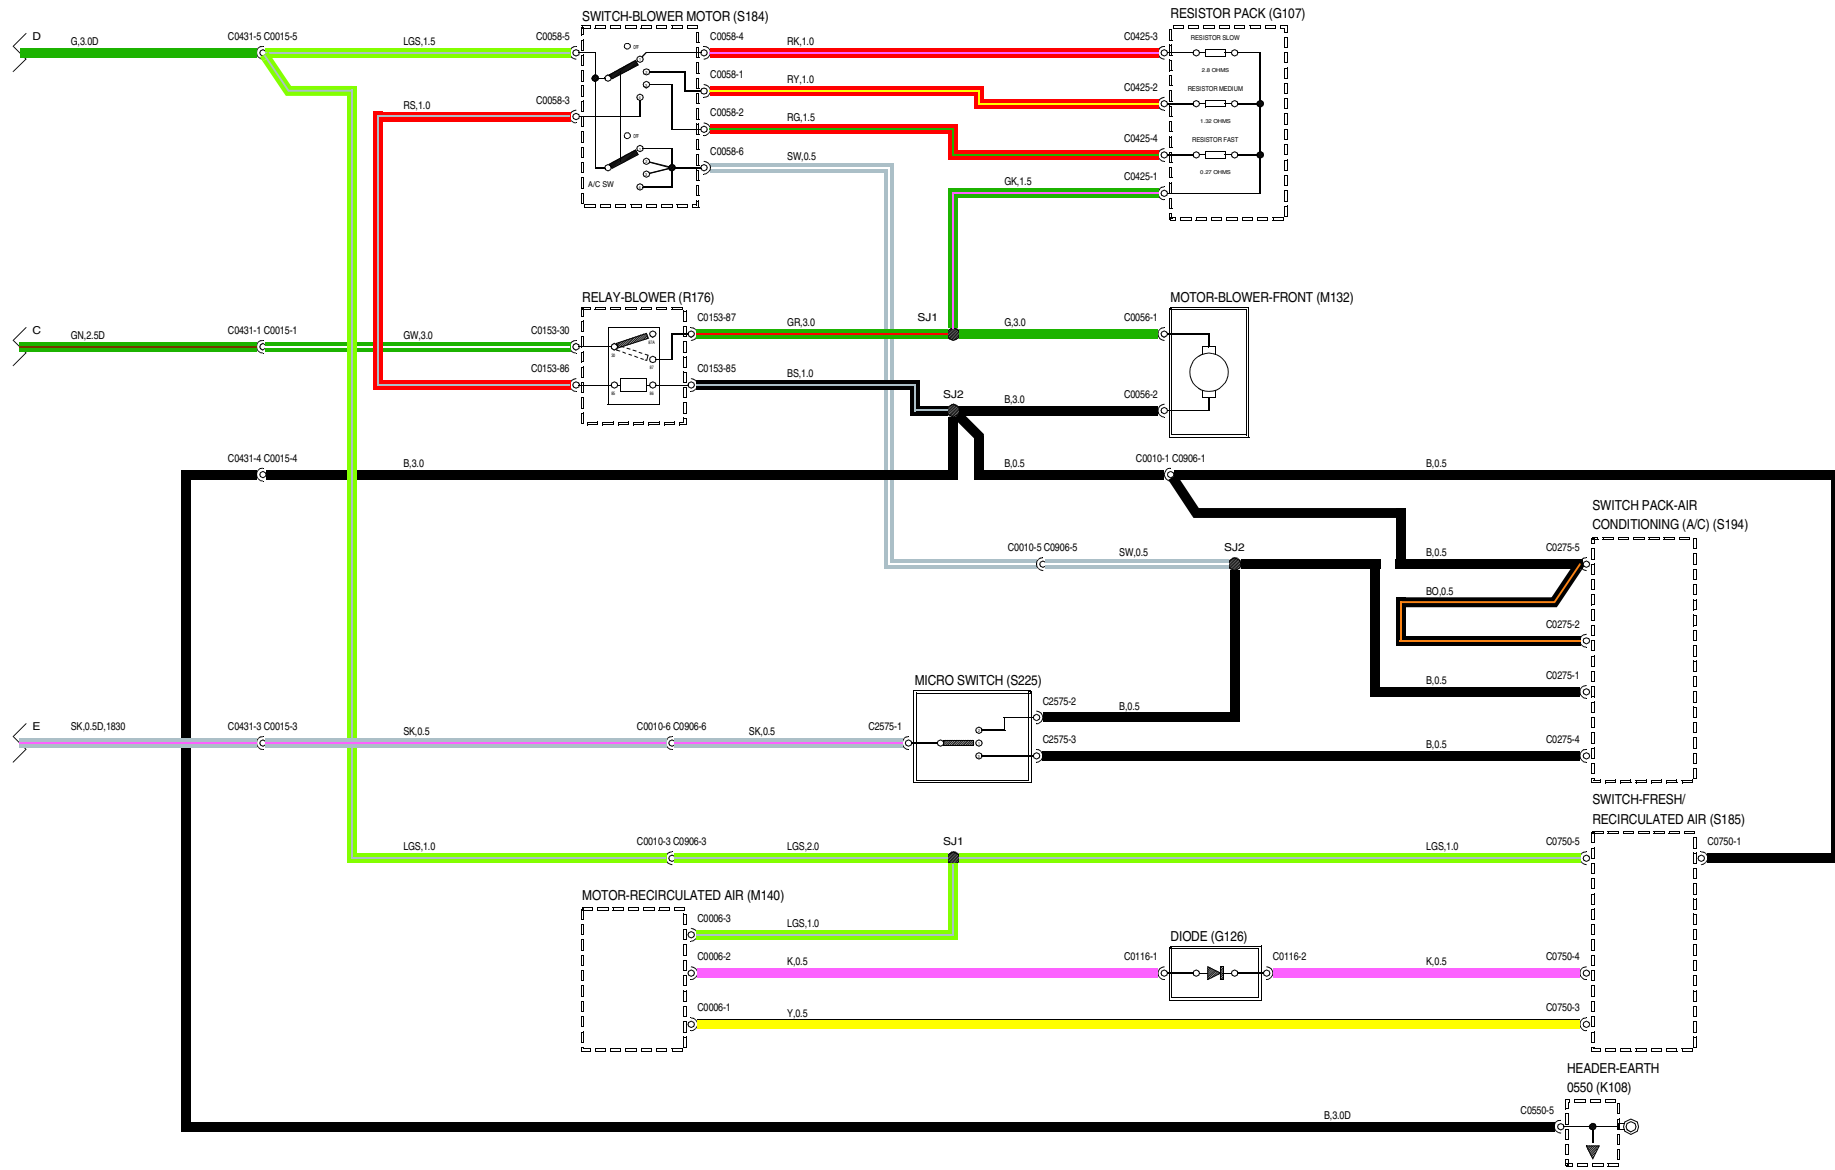 SWITCH-BLOWER MOTOR (S184)
RESISTOR PACK (G107)
D
G,3.0D
C0431-5 C0015-5
LGS,1.5
C0058-5
OFF
C0058-4
RK,1.0
C0425-3
RESISTOR SLOW
2.8 OHMS
C0058-1
RY,1.0
C0425-2
RESISTOR MEDIUM
1.32 OHMS
RS,1.0
C0058-3
C0058-2
RG,1.5
C0425-4
RESISTOR FAST
0.27 OHMS
OFF
C0058-6
SW,0.5
A/C SW
GK,1.5
C0425-1
RELAY-BLOWER (R176)
MOTOR-BLOWER-FRONT (M132)
C
GN,2.5D
C0431-1 C0015-1
GW,3.0
C0153-30
30
87A
87
C0153-87
GR,3.0
SJ1
G,3.0
C0056-1
C0153-86
85
86
C0153-85
BS,1.0
SJ2
B,3.0
C0056-2
C0431-4 C0015-4
B,3.0
B,0.5
C0010-1 C0906-1
B,0.5
SWITCH PACK-AIR
CONDITIONING (A/C) (S194)
C0010-5 C0906-5
SW,0.5
SJ2
B,0.5
C0275-5
BO,0.5
C0275-2
B,0.5
C0275-1
MICRO SWITCH (S225)
C2575-2
B,0.5
E
SK,0.5D,1830
C0431-3 C0015-3
SK,0.5
C0010-6 C0906-6
SK,0.5
C2575-1
C2575-3
B,0.5
C0275-4
SWITCH-FRESH/
RECIRCULATED AIR (S185)
LGS,1.0
C0010-3 C0906-3
LGS,2.0
SJ1
LGS,1.0
C0750-5
C0750-1
MOTOR-RECIRCULATED AIR (M140)
C0006-3
LGS,1.0
DIODE (G126)
C0006-2
K,0.5
C0116-1
C0116-2
K,0.5
C0750-4
C0006-1
Y,0.5
C0750-3
HEADER-EARTH
0550 (K108)
B,3.0D
C0550-5